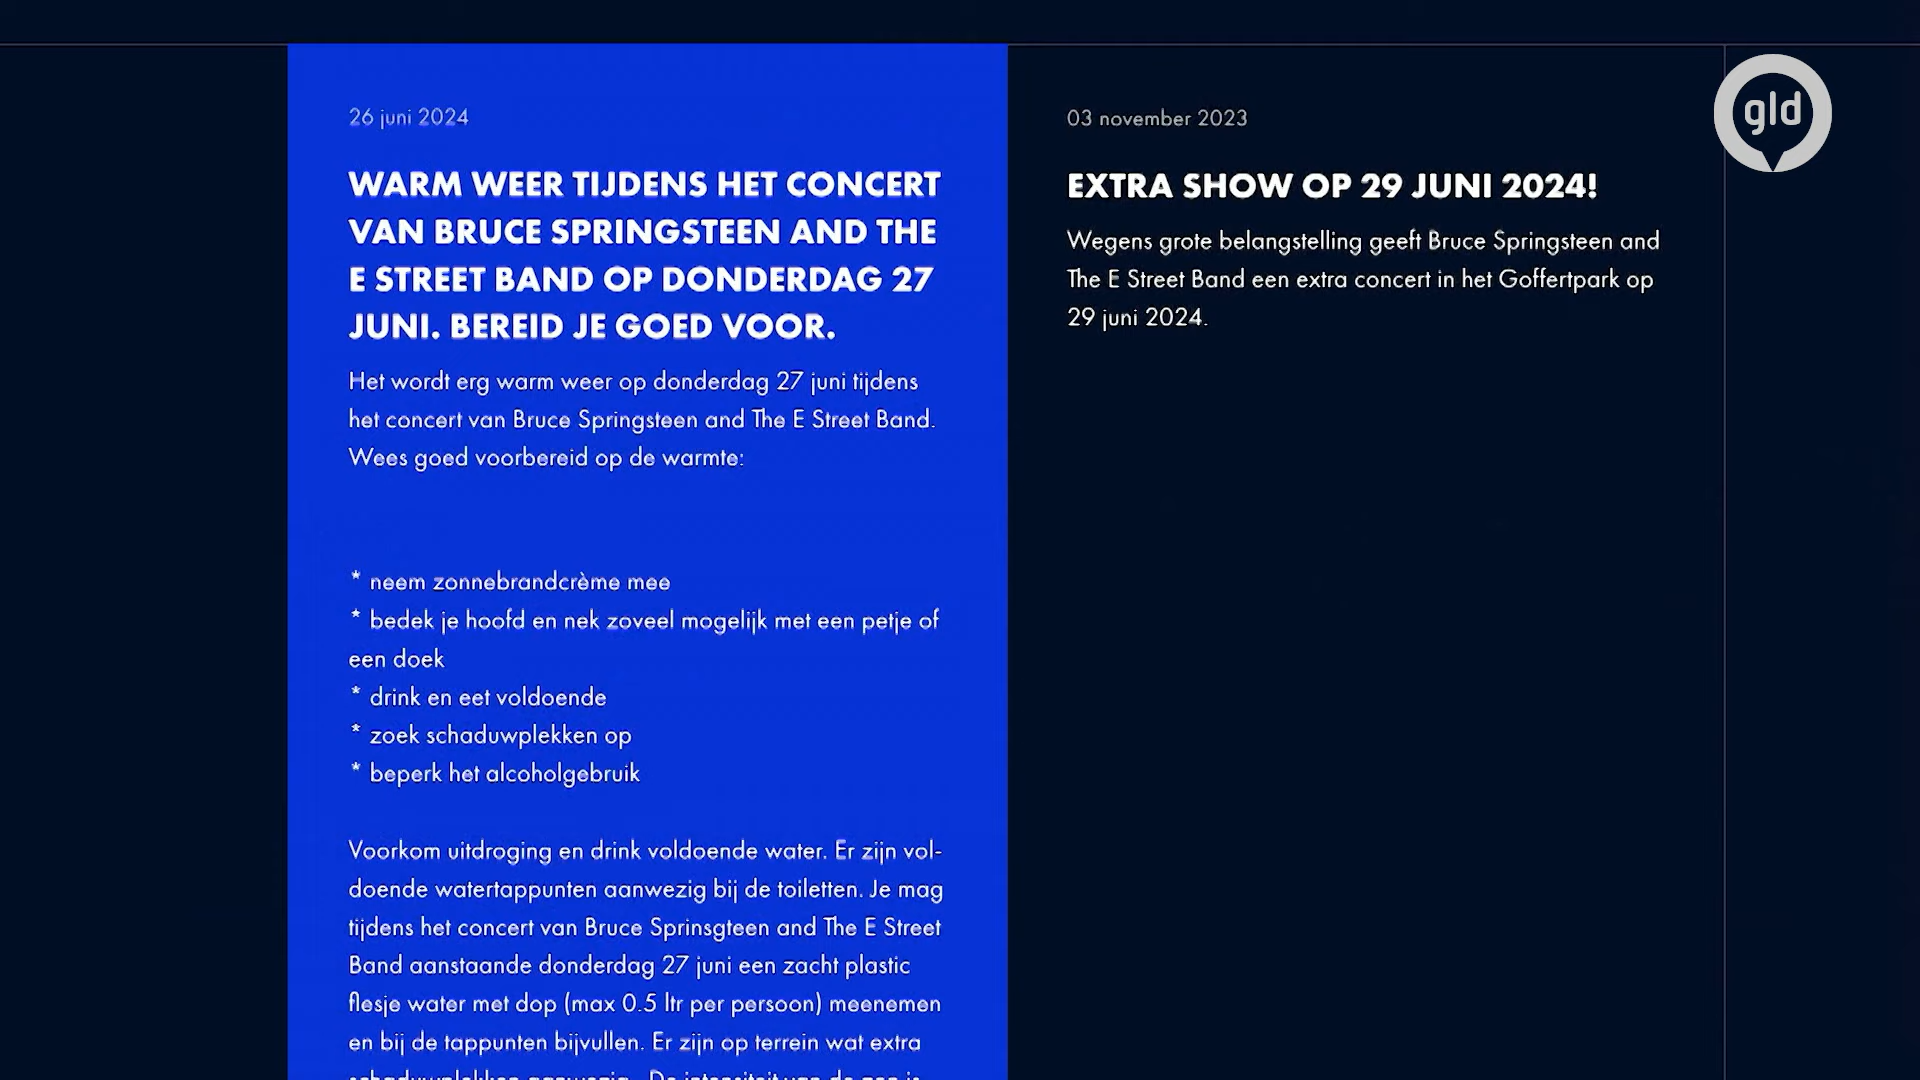 26 juni 2024
WARM WEER TIJDENS HET CONCERT
VAN BRUCE SPRINGSTEEN AND THE
E STREET BAND OP DONDERDAG 27
JUNI. BEREID JE GOED VOOR.
Het wordt erg warm weer op donderdag 27 juni tijdens
het concert van Bruce Springsteen and The E Street Band.
Wees goed voorbereid op de warmte:
* neem zonnebrandcrème mee
* bedek je hoofd en nek zoveel mogelijk met een petje of
een doek
* drink en eet voldoende
* zoek schaduwplekken op
* beperk het alcoholgebruik
Voorkom uitdroging en drink voldoende water. Er zijn vol-
doende watertappunten aanwezig bij de toiletten. Je mag
tijdens het concert van Bruce Sprinsgteen and The E Street
Band aanstaande donderdag 27 juni een zacht plastic
flesje water met dop (max 0.5 ltr per persoon) meenemen
en bij de tappunten bijvullen. Er zijn op terrein wat extra
schaduwplekken aanwezig. De intensiteit van de zon is
03 november 2023
EXTRA SHOW OP 29 JUNI 2024!
Wegens grote belangstelling geeft Bruce Springsteen and
The E Street Band een extra concert in het Goffertpark op
29 juni 2024.
gld